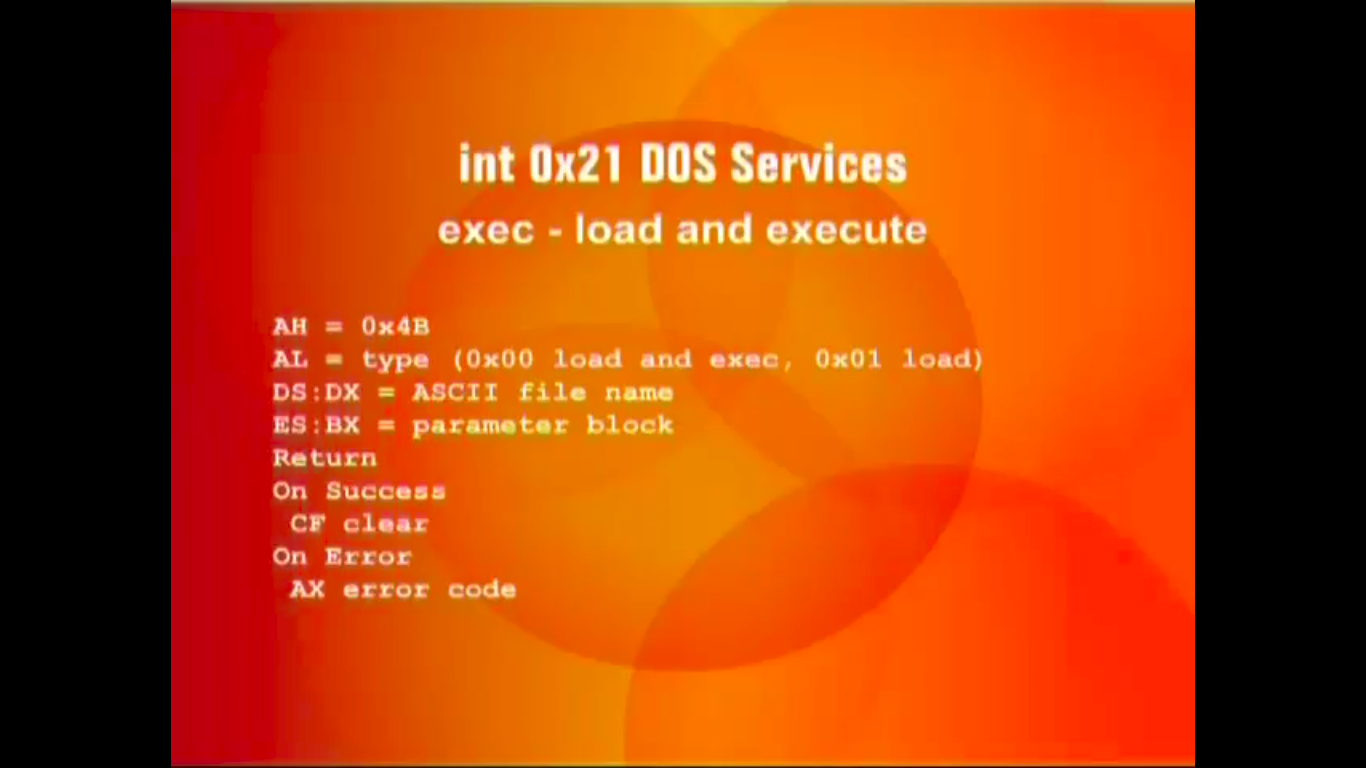 int 0x21 DOS Services
exec - load and execute
AH = 0x4B
AL = type (0x00 load and exec, 0x01 load)
DS:DX = ASCII file name
ES:BX = parameter block
Return
On Success
CF clear
On Error
AX error code